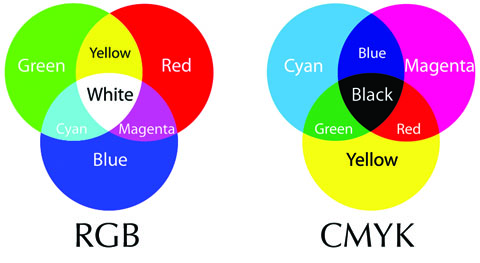 Green
Yellow
Red
White
Cyan
Magenta
Blue
RGB
Cyan
Blue
Magenta
Black
Green
Red
Yellow
CMYK